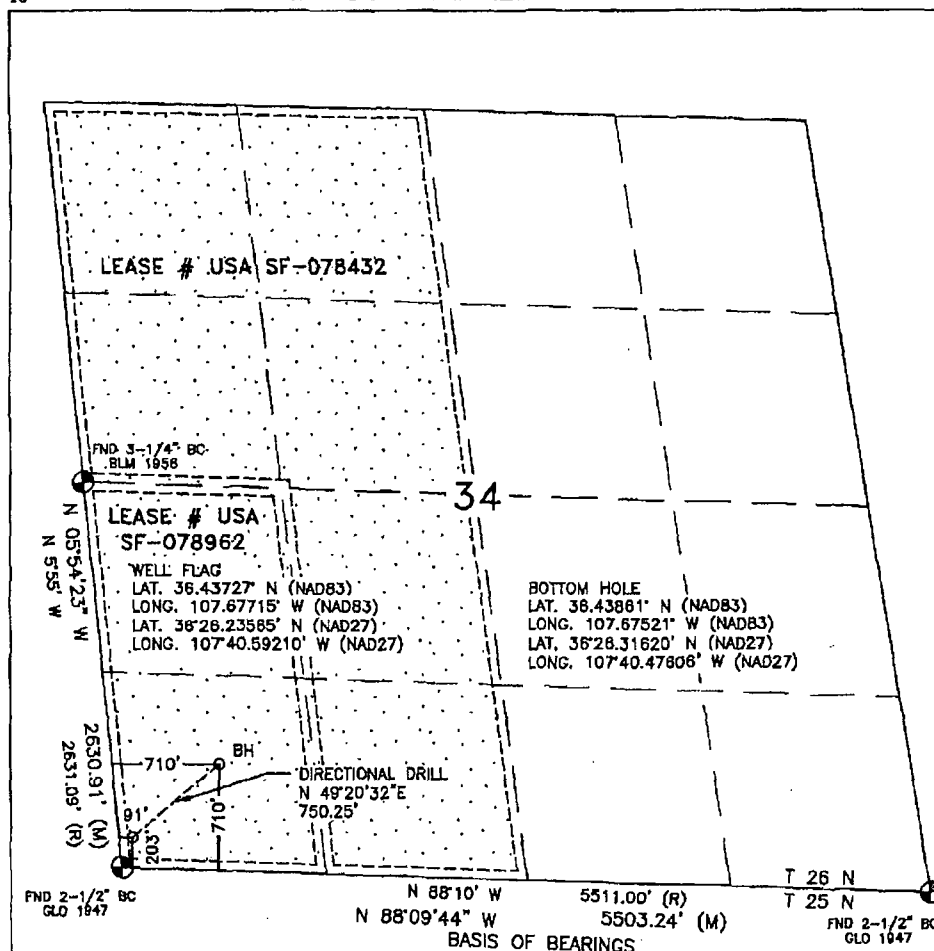 LEASE # USA SF-078432
FND 3-1/4" BC
BLM 1956
34
LEASE # USA
SF-078962
WELL FLAG
LAT. 36.43727° N (NAD83)
LONG. 107.67715° W (NAD83)
LAT. 36°26.23565' N (NAD27)
LONG. 107°40.59210' W (NAD27)
BOTTOM HOLE
LAT. 36.43861° N (NAD83)
LONG. 107.67521° W (NAD83)
LAT. 36°26.31620' N (NAD27)
LONG. 107°40.47606' W (NAD27)
N 05°54'23" W
N 5°55' W
2630.91' (M)
2631.09' (R)
710'
BH
710'
DIRECTIONAL DRILL
N 49°20'32"E
750.25'
91'
203'
FND 2-1/2" BC
GLO 1947
N 88°10' W 5511.00' (R)
N 88°09'44" W 5503.24' (M)
BASIS OF BEARINGS
T 26 N
T 25 N
FND 2-1/2" BC
GLO 1947